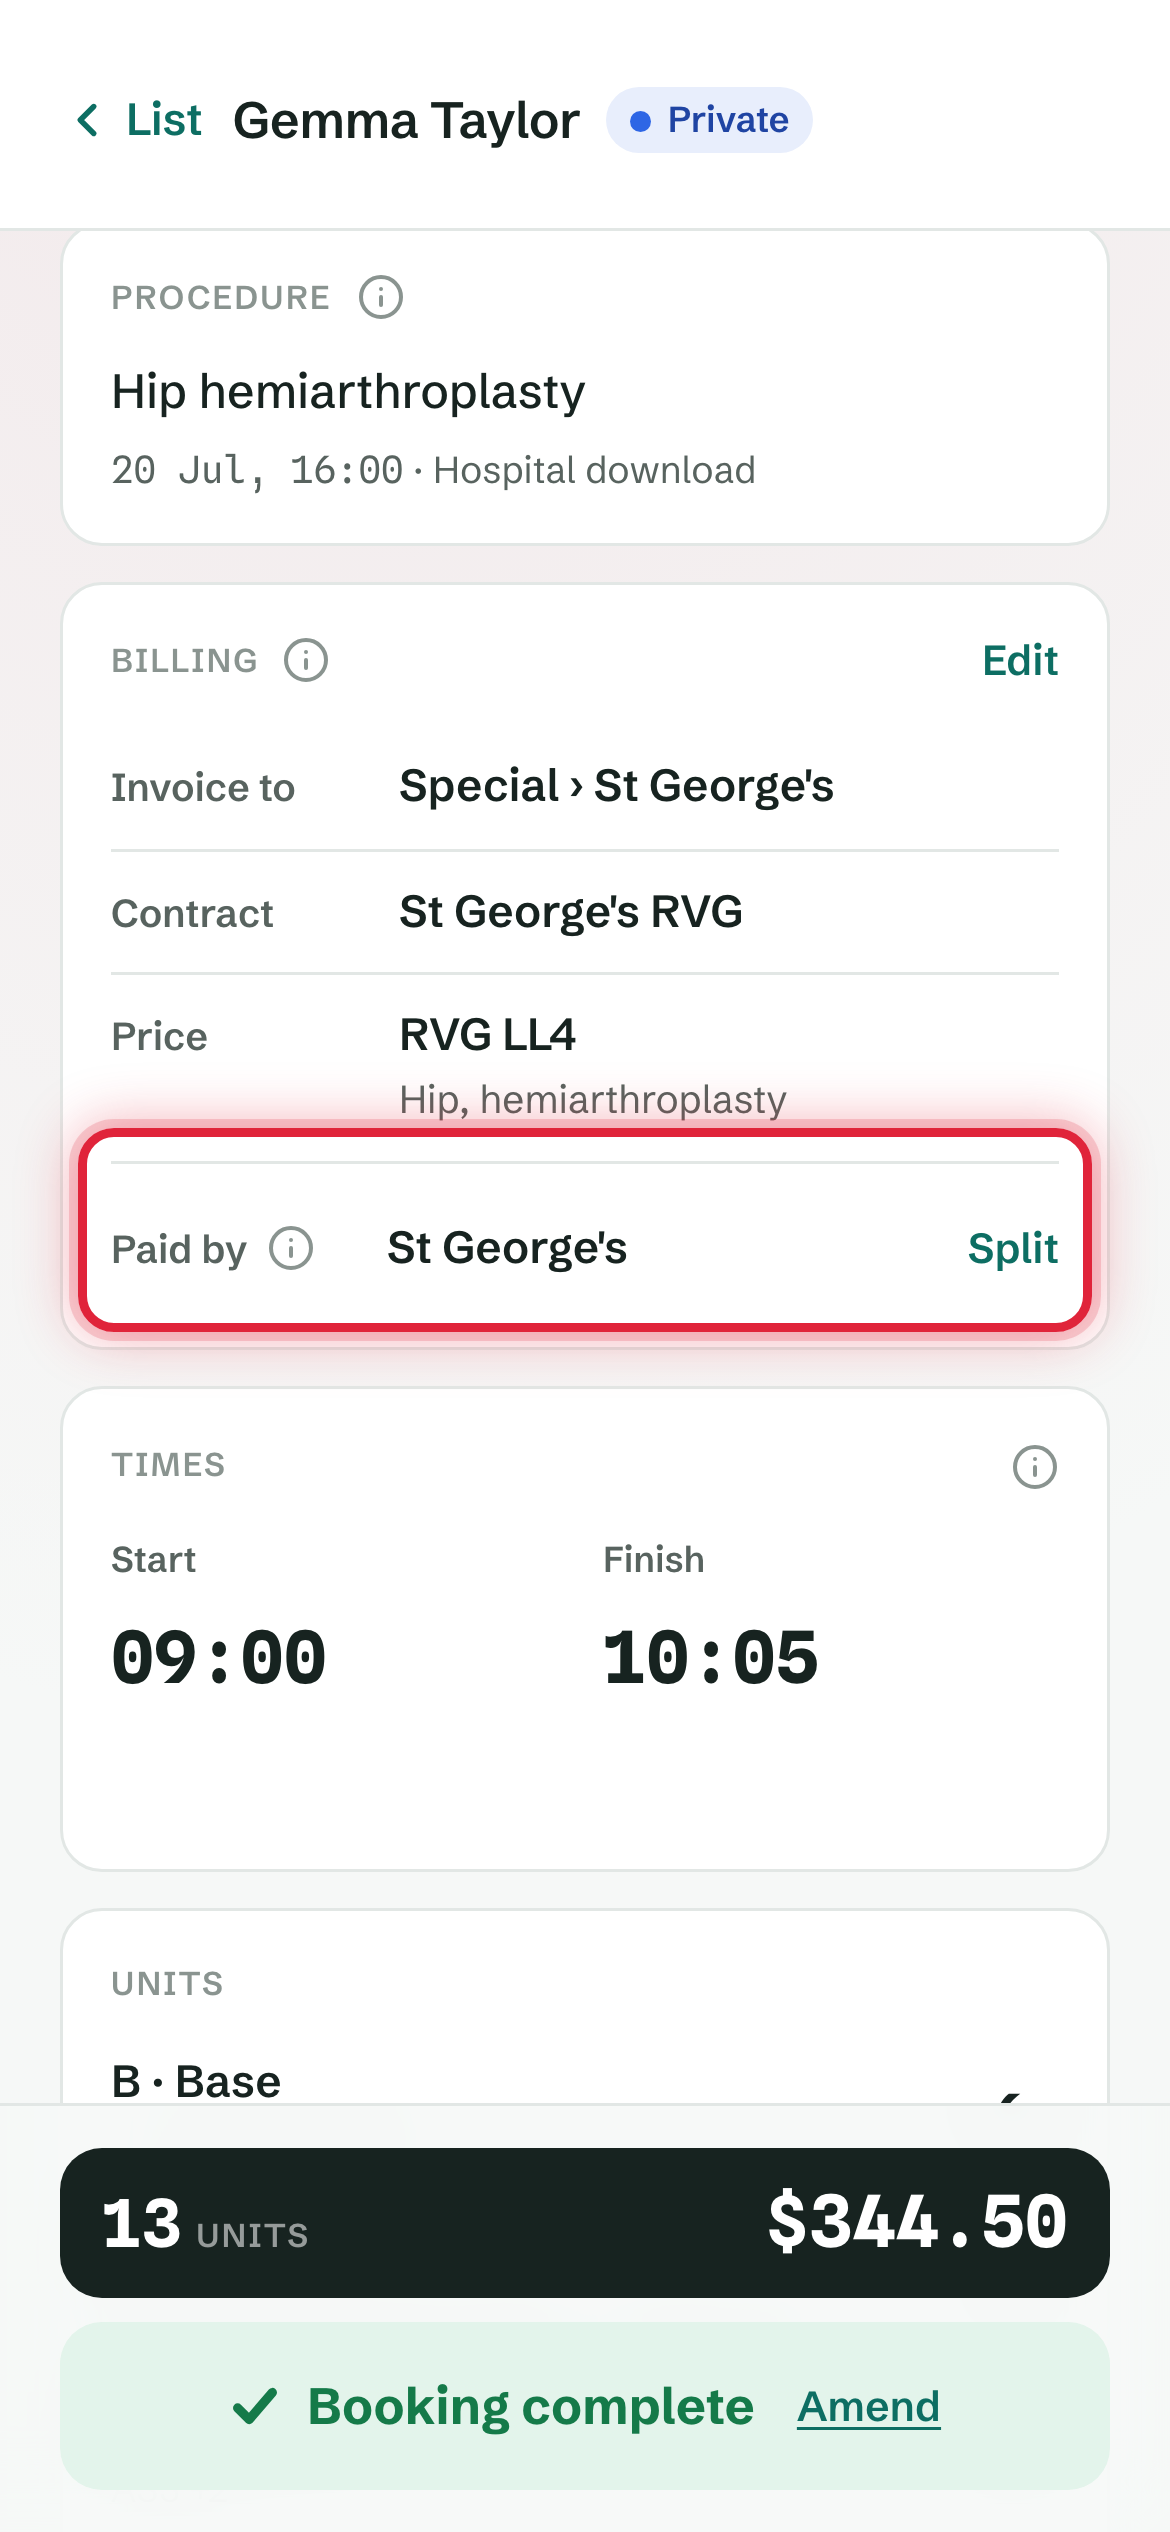 List Gemma Taylor Private
PROCEDURE
Hip hemiarthroplasty
20 Jul, 16:00 · Hospital download
BILLING Edit
Invoice to Special › St George's
Contract St George's RVG
Price RVG LL4
Hip, hemiarthroplasty
Paid by St George's Split
TIMES
Start Finish
09:00 10:05
UNITS
B · Base
13 UNITS $344.50
Booking complete Amend